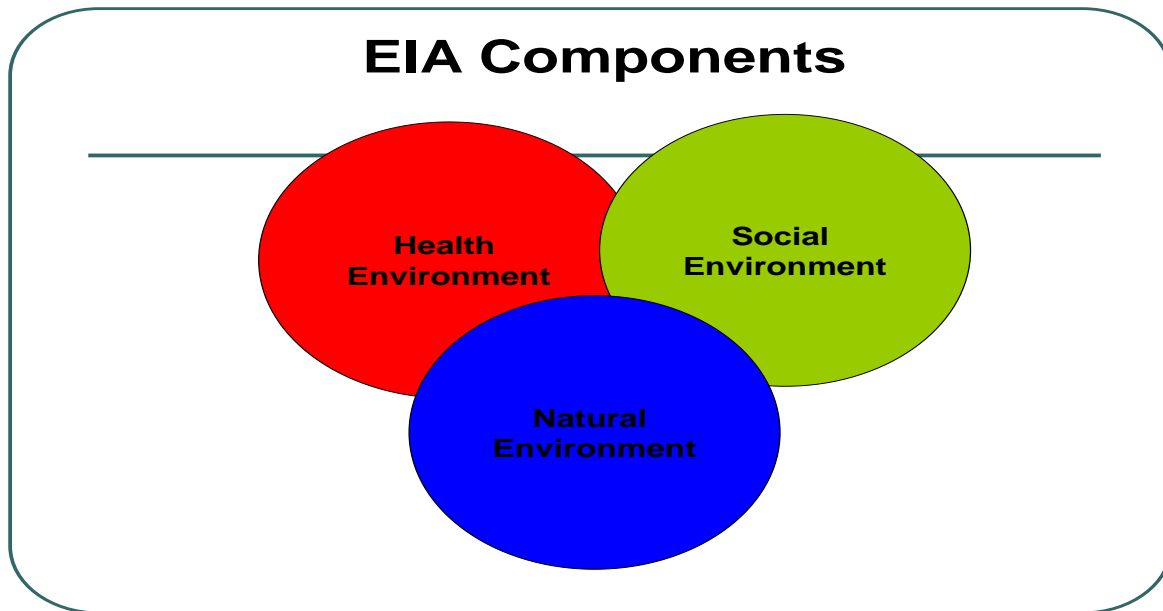 EIA Components
Health
Environment
Social
Environment
Natural
Environment